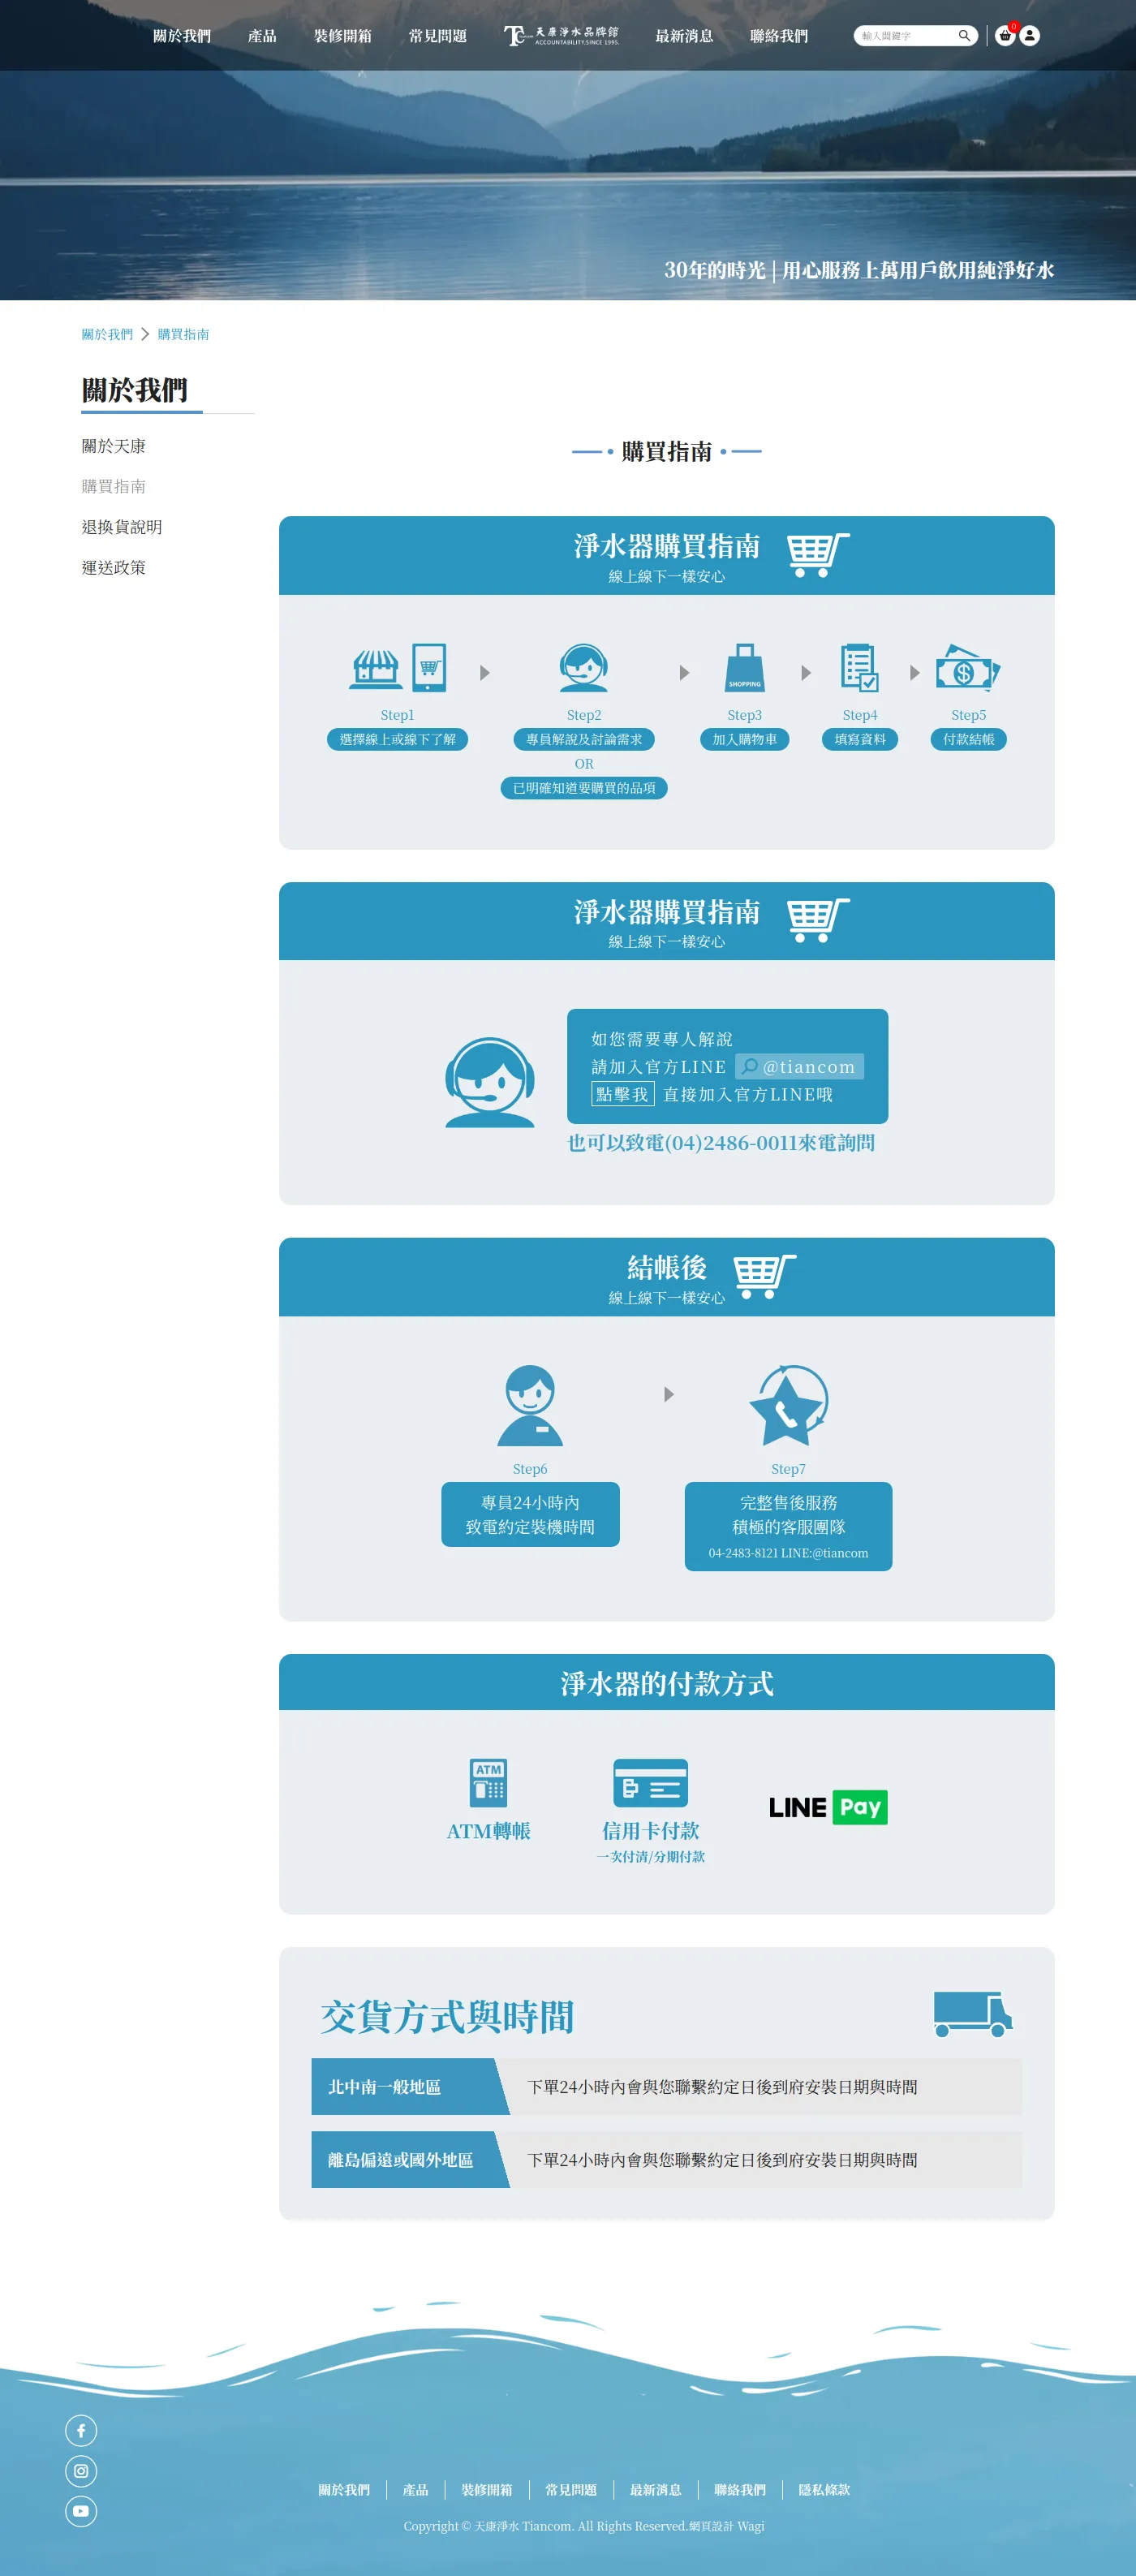 關於我們 產品 裝修開箱 常見問題 TC 天康淨水品牌館 最新消息 聯絡我們 輸入關鍵字 0
ACCOUNTABILITY.SINCE 1995.
30年的時光 | 用心服務上萬用戶飲用純淨好水
關於我們 購買指南
關於我們
關於天康
購買指南
退換貨說明
運送政策
購買指南
淨水器購買指南
線上線下一樣安心
SHOPPING
Step1
選擇線上或線下了解
Step2
專員解說及討論需求
OR
已明確知道要購買的品項
Step3
加入購物車
Step4
填寫資料
Step5
付款結帳
淨水器購買指南
線上線下一樣安心
如您需要專人解說
請加入官方LINE @tiancom
點擊我 直接加入官方LINE哦
也可以致電(04)2486-0011來電詢問
結帳後
線上線下一樣安心
Step6
專員24小時內
致電約定裝機時間
Step7
完整售後服務
積極的客服團隊
04-2483-8121 LINE:@tiancom
淨水器的付款方式
ATM
ATM轉帳
信用卡付款
一次付清/分期付款
LINE Pay
交貨方式與時間
北中南一般地區 下單24小時內會與您聯繫約定日後到府安裝日期與時間
離島偏遠或國外地區 下單24小時內會與您聯繫約定日後到府安裝日期與時間
關於我們 產品 裝修開箱 常見問題 最新消息 聯絡我們 隱私條款
Copyright © 天康淨水 Tiancom. All Rights Reserved.網頁設計 Wagi